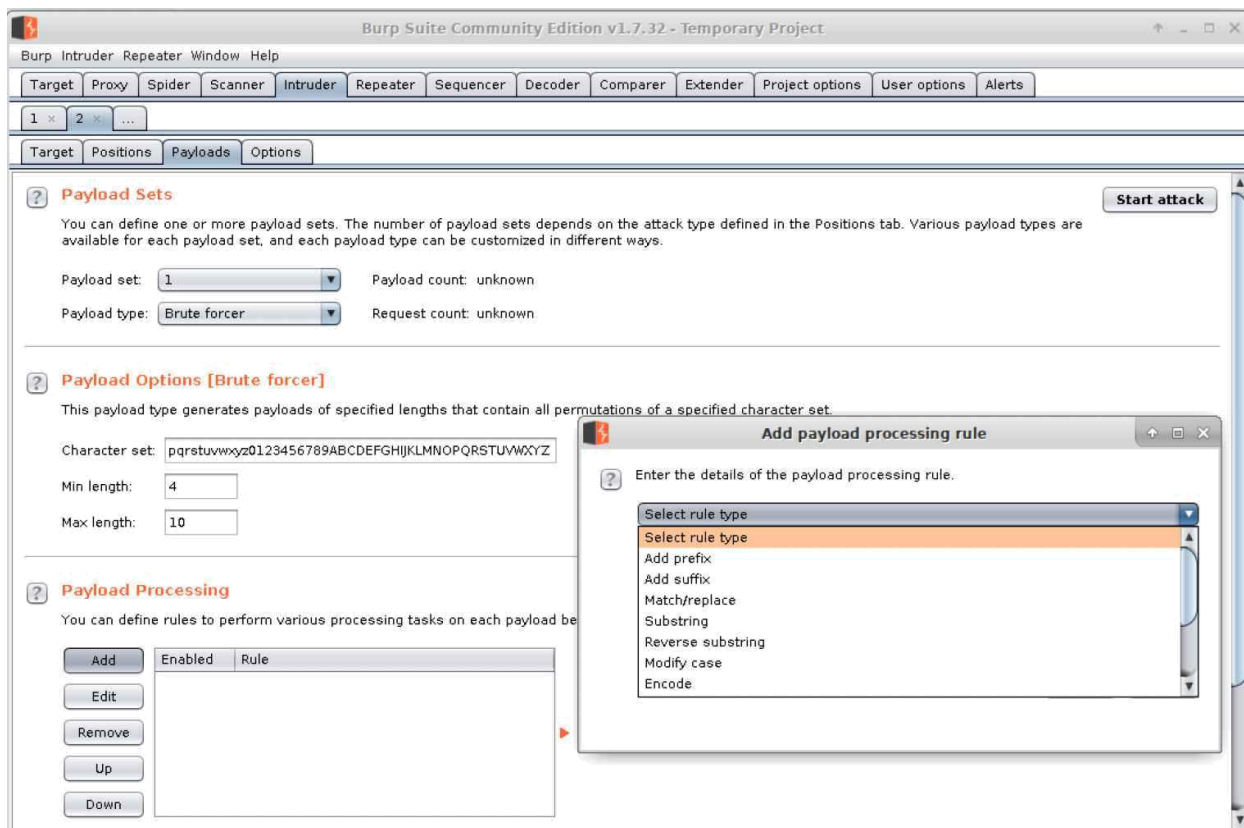 Burp Suite Community Edition v1.7.32 - Temporary Project
Burp Intruder Repeater Window Help
Target Proxy Spider Scanner Intruder Repeater Sequencer Decoder Comparer Extender Project options User options Alerts
1 × 2 × ...
Target Positions Payloads Options
? Payload Sets Start attack
You can define one or more payload sets. The number of payload sets depends on the attack type defined in the Positions tab. Various payload types are
available for each payload set, and each payload type can be customized in different ways.
Payload set: 1 Payload count: unknown
Payload type: Brute forcer Request count: unknown
? Payload Options [Brute forcer]
This payload type generates payloads of specified lengths that contain all permutations of a specified character set.
Character set: pqrstuvwxyz0123456789ABCDEFGHIJKLMNOPQRSTUVWXYZ
Min length: 4
Max length: 10
? Payload Processing
You can define rules to perform various processing tasks on each payload be
Add Enabled Rule
Edit
Remove
Up
Down
Add payload processing rule
? Enter the details of the payload processing rule.
Select rule type
Select rule type
Add prefix
Add suffix
Match/replace
Substring
Reverse substring
Modify case
Encode